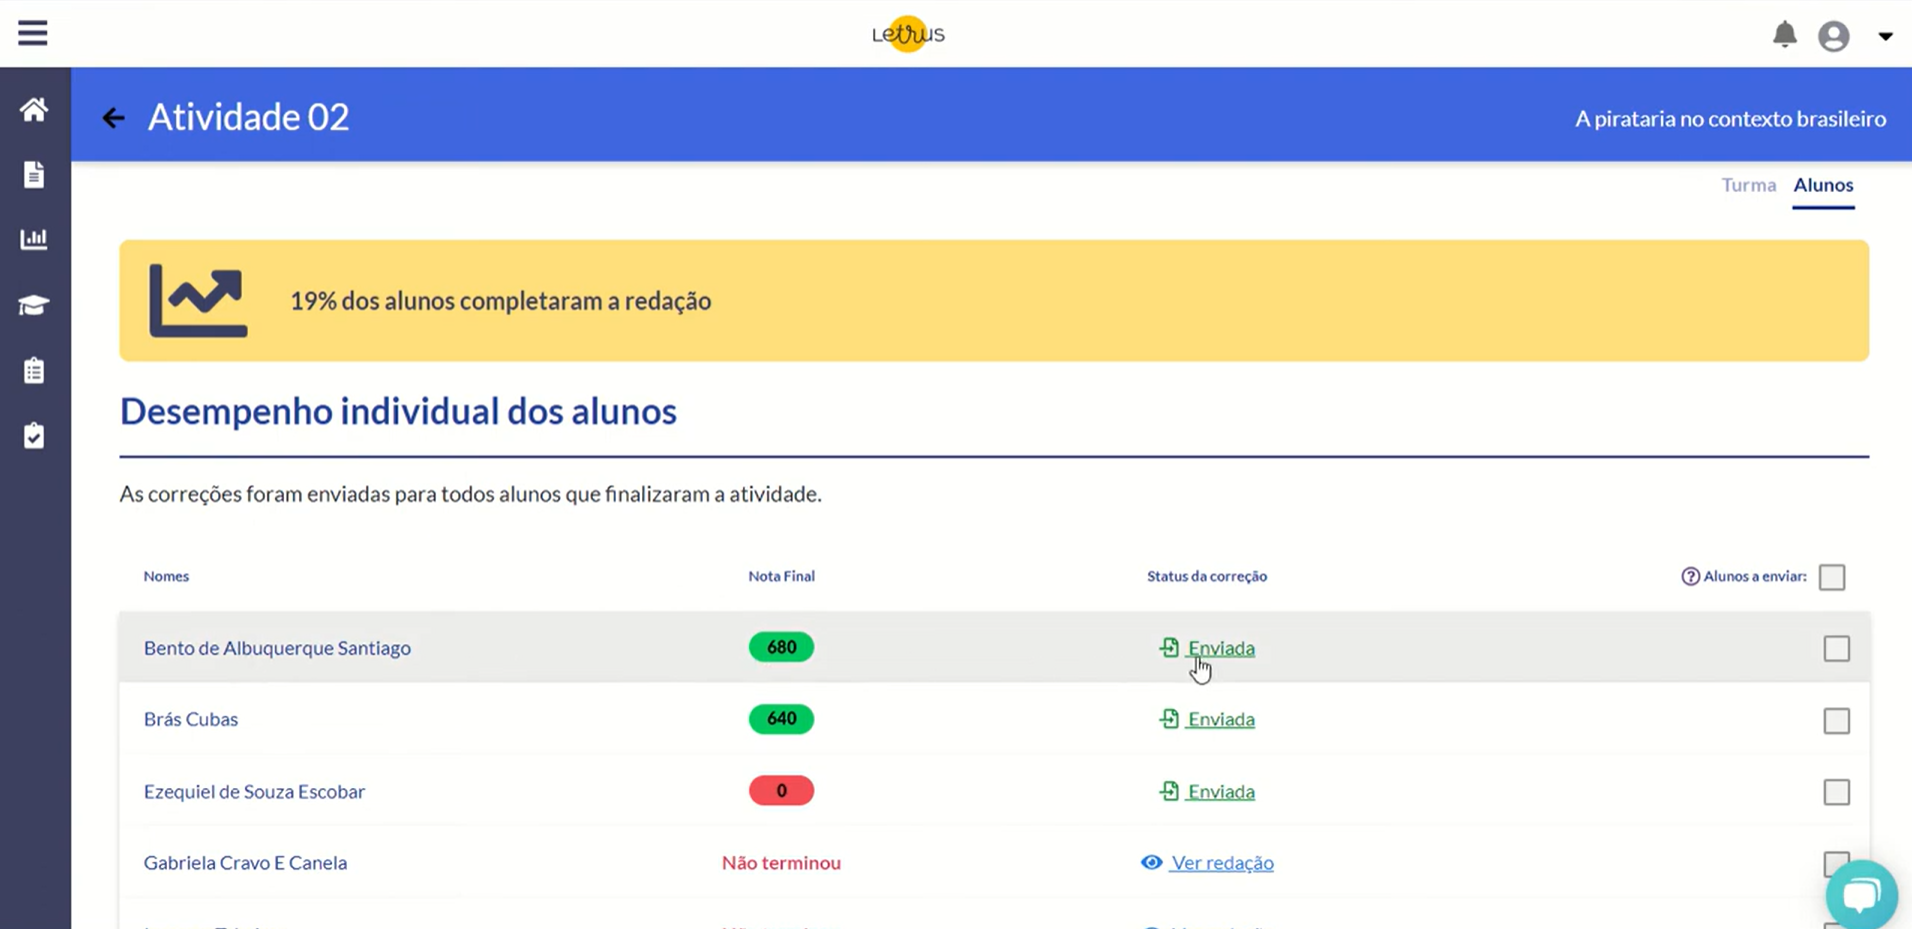 Letrus
Atividade 02
A pirataria no contexto brasileiro
Turma Alunos
19% dos alunos completaram a redação
Desempenho individual dos alunos
As correções foram enviadas para todos alunos que finalizaram a atividade.
Nomes Nota Final Status da correção ? Alunos a enviar:
Bento de Albuquerque Santiago 680 Enviada
Brás Cubas 640 Enviada
Ezequiel de Souza Escobar 0 Enviada
Gabriela Cravo E Canela Não terminou Ver redação